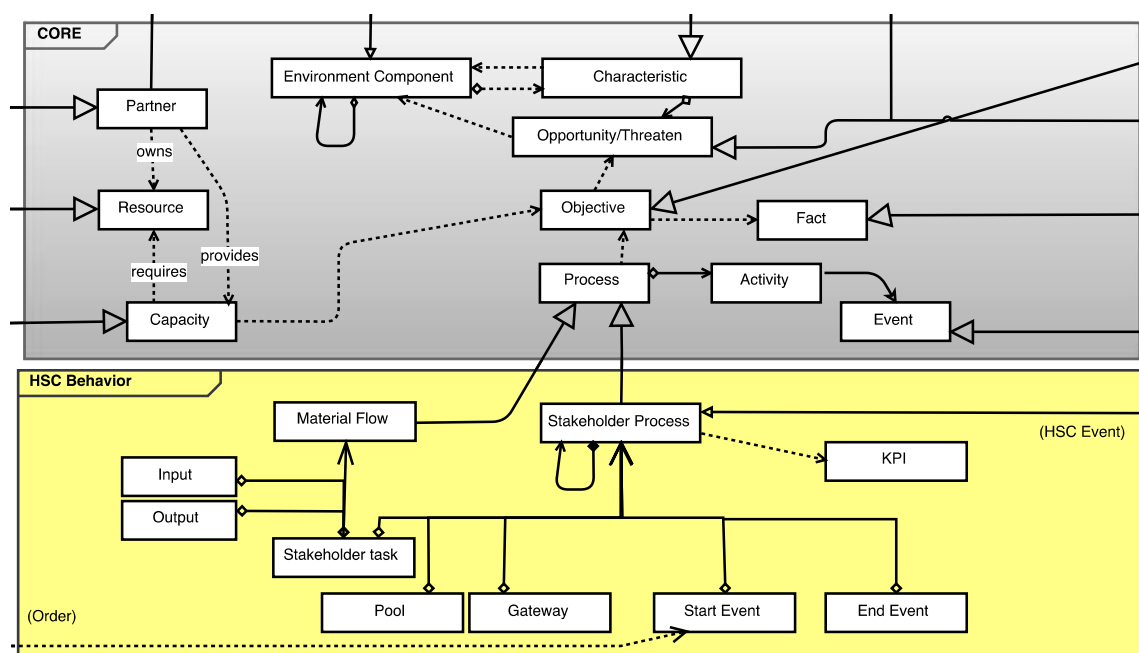 CORE
Environment Component
Characteristic
Partner
Opportunity/Threaten
owns
Resource
Objective
Fact
provides
requires
Process
Activity
Capacity
Event
HSC Behavior
Material Flow
Stakeholder Process
(HSC Event)
KPI
Input
Output
Stakeholder task
Pool
Gateway
Start Event
End Event
(Order)